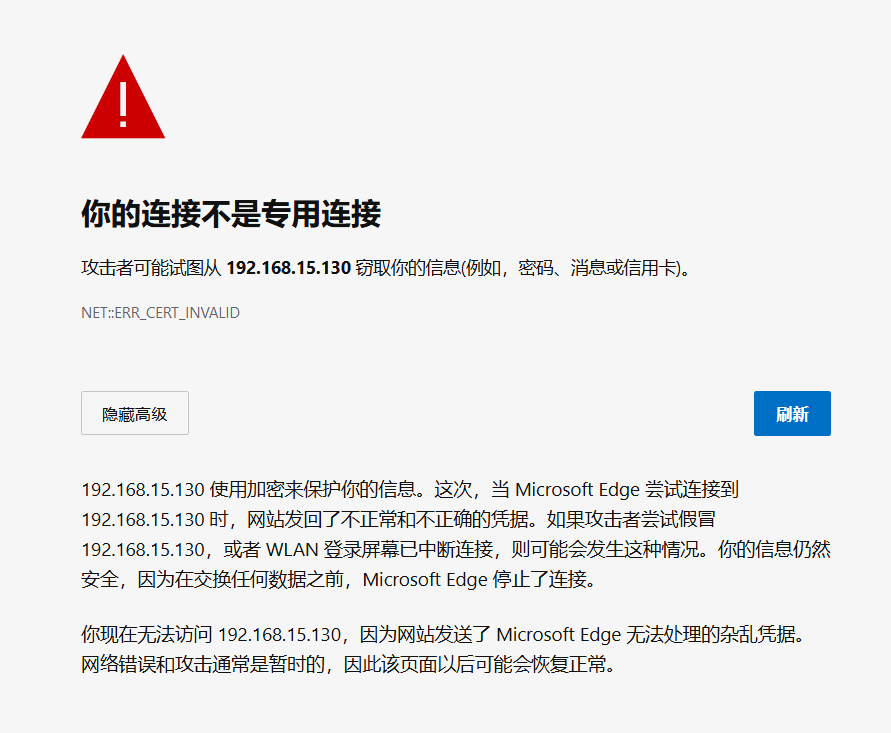 你的连接不是专用连接
攻击者可能试图从 192.168.15.130 窃取你的信息(例如，密码、消息或信用卡)。
NET::ERR_CERT_INVALID
隐藏高级
刷新
192.168.15.130 使用加密来保护你的信息。这次，当 Microsoft Edge 尝试连接到
192.168.15.130 时，网站发回了不正常和不正确的凭据。如果攻击者尝试假冒
192.168.15.130，或者 WLAN 登录屏幕已中断连接，则可能会发生这种情况。你的信息仍然
安全，因为在交换任何数据之前，Microsoft Edge 停止了连接。
你现在无法访问 192.168.15.130，因为网站发送了 Microsoft Edge 无法处理的杂乱凭据。
网络错误和攻击通常是暂时的，因此该页面以后可能会恢复正常。